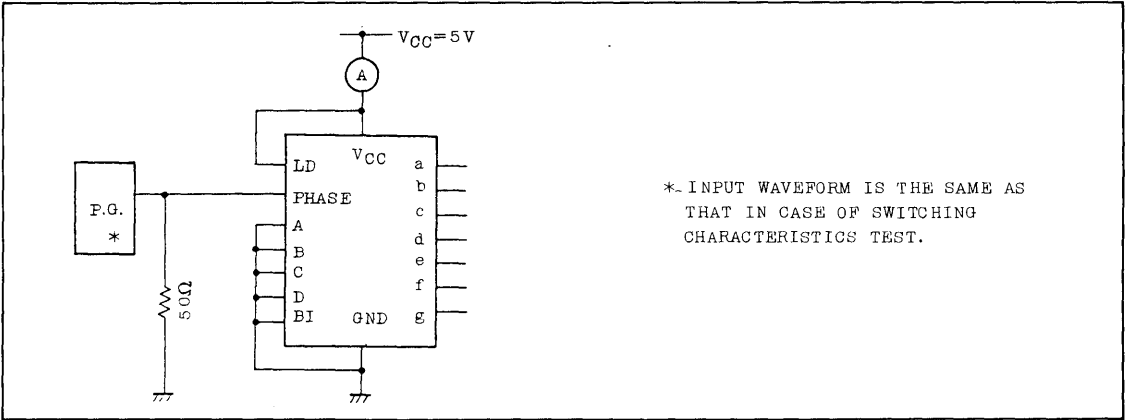 VCC=5V
A
LD
VCC
a
PHASE
b
P.G.
*
A
c
B
d
C
e
D
f
BI
GND
g
50Ω
*~ INPUT WAVEFORM IS THE SAME AS
THAT IN CASE OF SWITCHING
CHARACTERISTICS TEST.